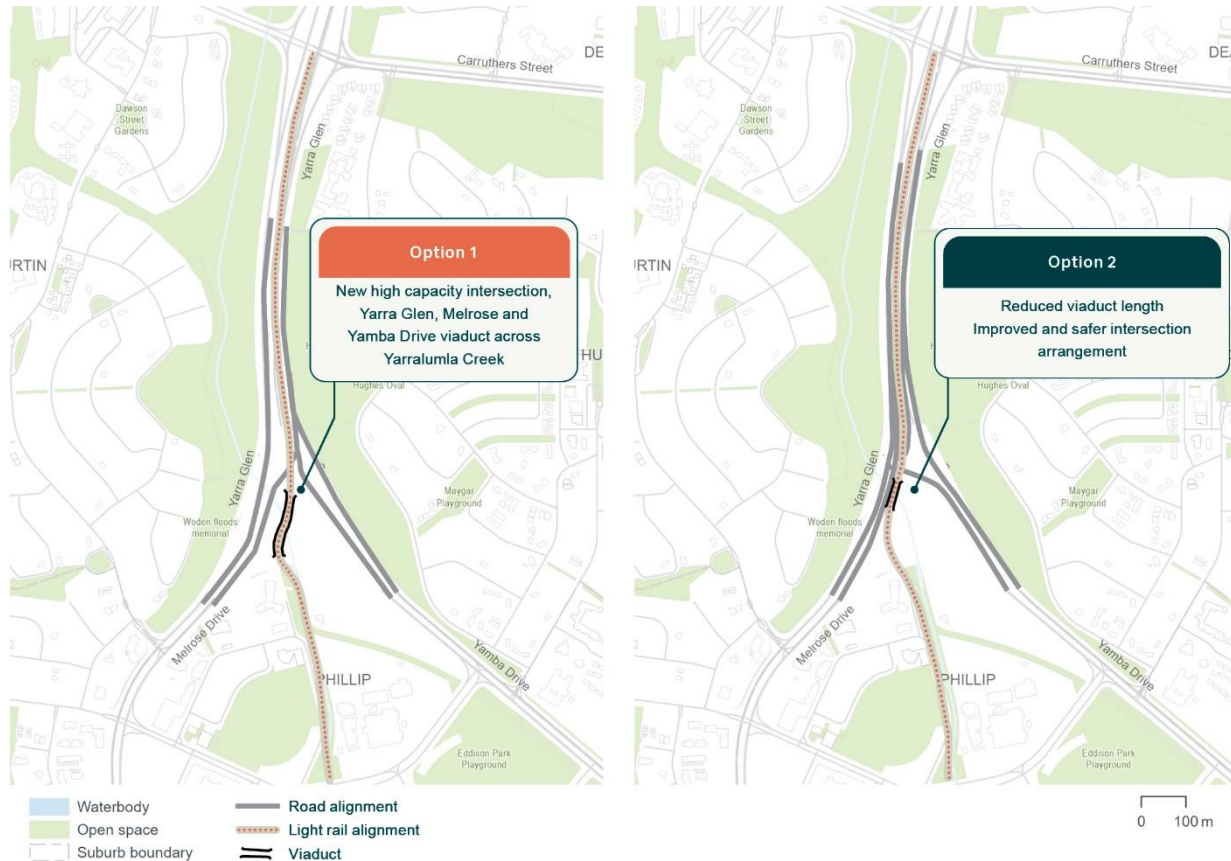 Carruthers Street
DE
Dawson
Street
Gardens
Yarra Glen
Option 1
New high capacity intersection,
Yarra Glen, Melrose and
Yamba Drive viaduct across
Yarralumla Creek
URTIN
H
HU
Hughes Oval
Yarra Glen
Maygar
Playground
Woden floods
memorial
Melrose Drive
Yamba Drive
PHILLIP
Eddison Park
Playground
Carruthers Street
DEA
Dawson
Street
Gardens
Yarra Glen
Option 2
Reduced viaduct length
Improved and safer intersection
arrangement
URTIN
H
HUG
Hughes Oval
Yarra Glen
Maygar
Playground
Woden floods
memorial
Melrose Drive
Yamba Drive
PHILLIP
Eddison Park
Playground
Waterbody
Open space
Suburb boundary
Road alignment
Light rail alignment
Viaduct
0 100 m